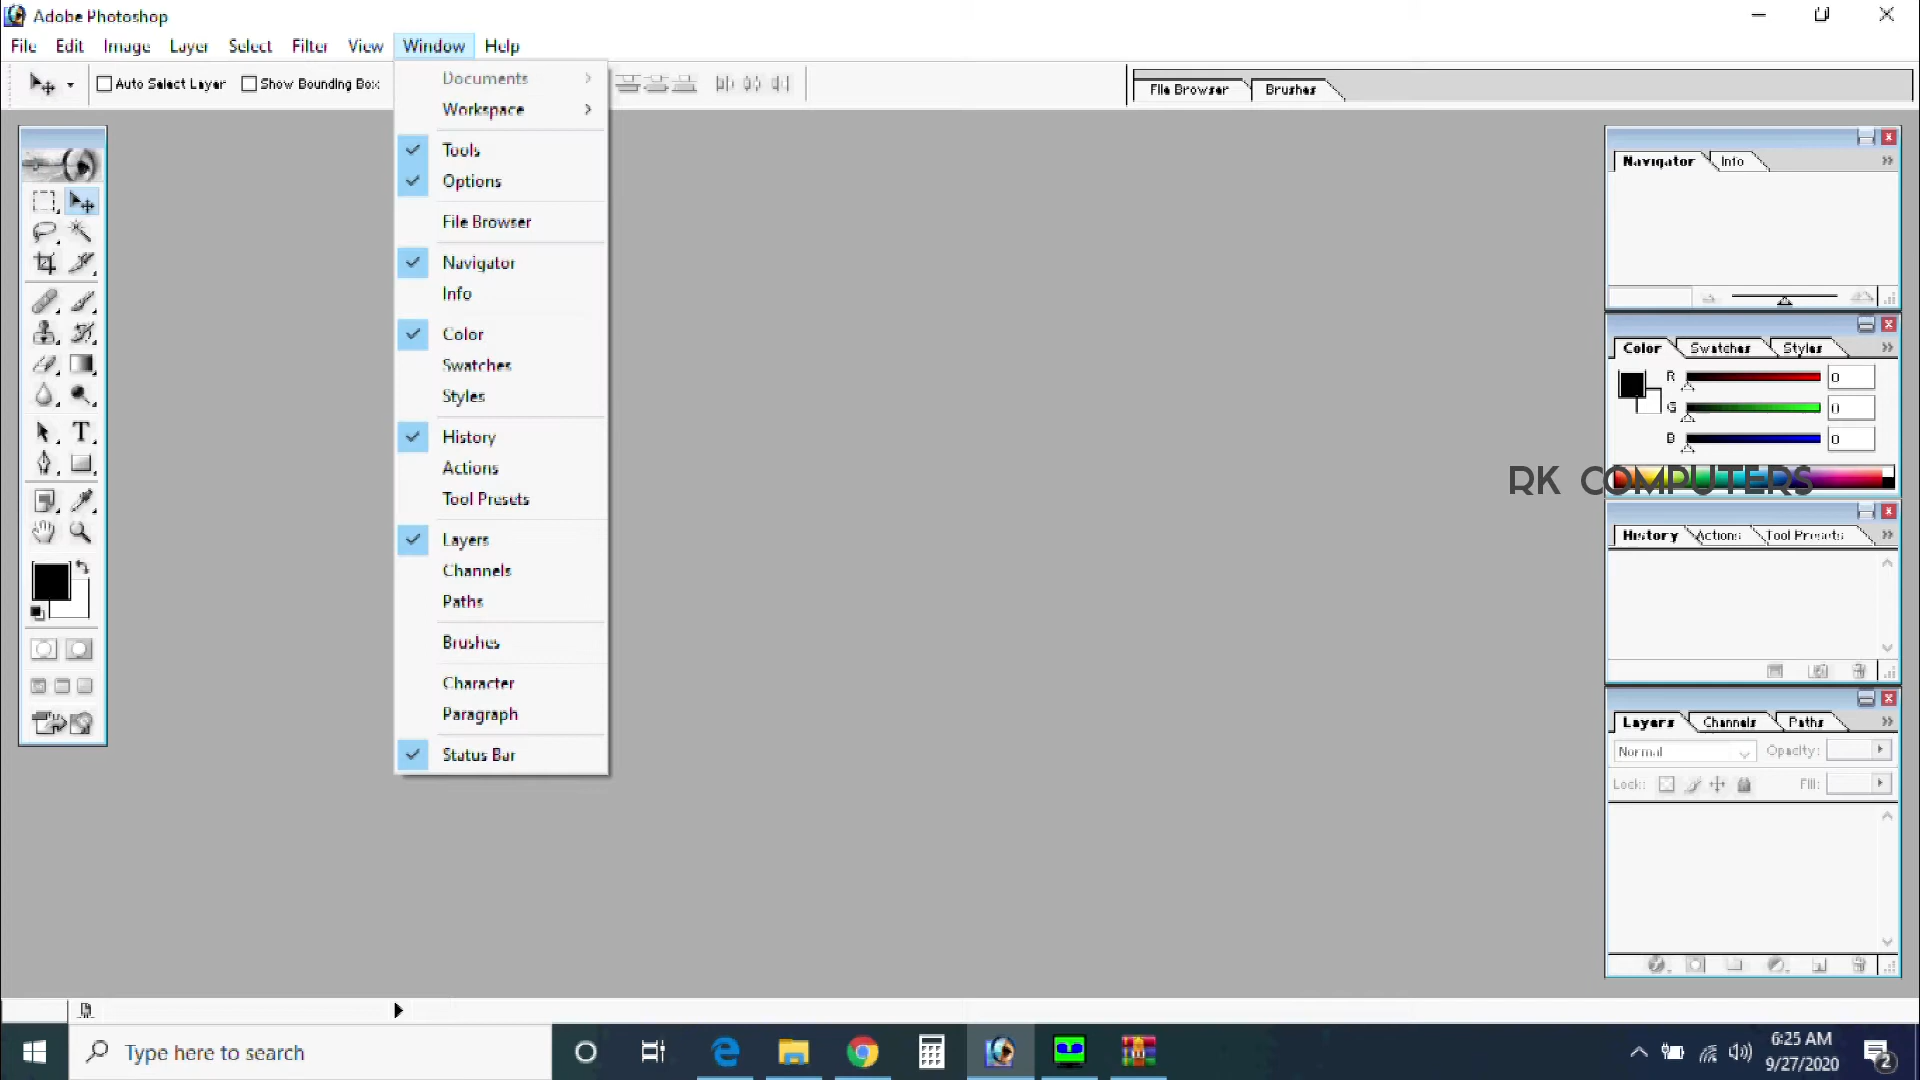 Adobe Photoshop
File Edit Image Layer Select Filter View Window Help
Auto Select Layer Show Bounding Box
File Browser Brushes
Documents
Workspace
Tools
Options
File Browser
Navigator
Info
Color
Swatches
Styles
History
Actions
Tool Presets
Layers
Channels
Paths
Brushes
Character
Paragraph
Status Bar
T
Navigator Info
Color Swatches Styles
R 0
G 0
B 0
RK COMPUTERS
History Actions Tool Presets
Layers Channels Paths
Normal Opacity:
Lock: Fill:
Type here to search
6:25 AM
9/27/2020
2